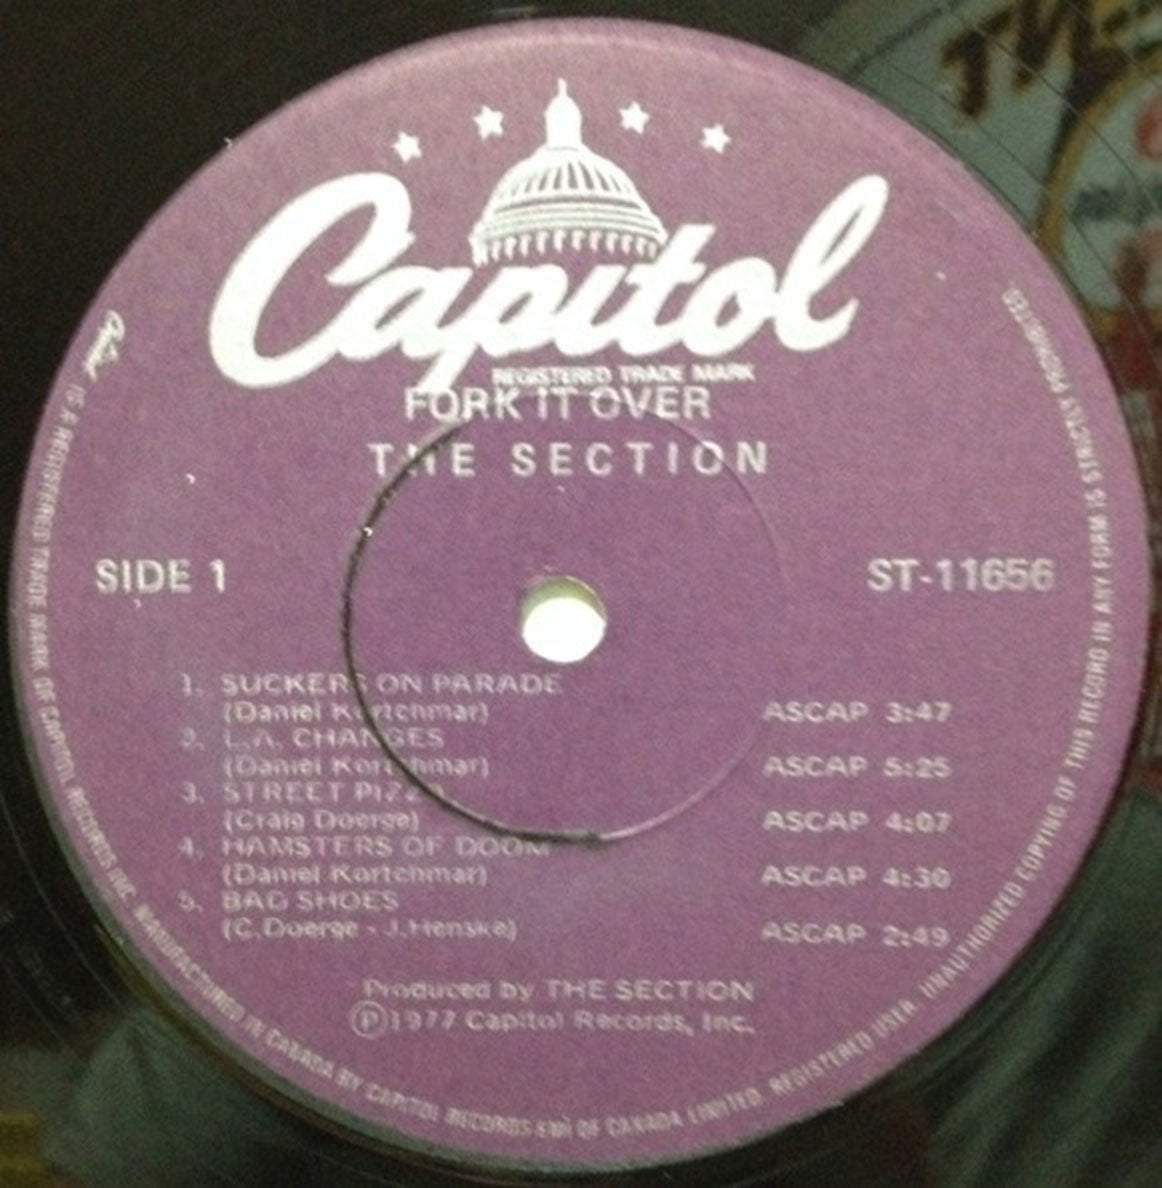 Capitol
REGISTERED TRADE MARK
FORK IT OVER
THE SECTION
SIDE 1
ST-11656
1. SUCKERS ON PARADE
(Daniel Kortchmar) ASCAP 3:47
2. L.A. CHANGES
(Daniel Kortchmar) ASCAP 5:25
3. STREET PIZZA
(Craig Doerge) ASCAP 4:07
4. HAMSTERS OF DOOM
(Daniel Kortchmar) ASCAP 4:30
5. BAD SHOES
(C.Doerge - J.Henske) ASCAP 2:49
Produced by THE SECTION
Ⓟ1977 Capitol Records, Inc.
Capitol IS A REGISTERED TRADE MARK OF CAPITOL RECORDS, INC. MANUFACTURED IN CANADA BY CAPITOL RECORDS-EMI OF CANADA LIMITED. REGISTERED USER. UNAUTHORIZED COPYING OF THIS RECORD IN ANY FORM IS STRICTLY PROHIBITED